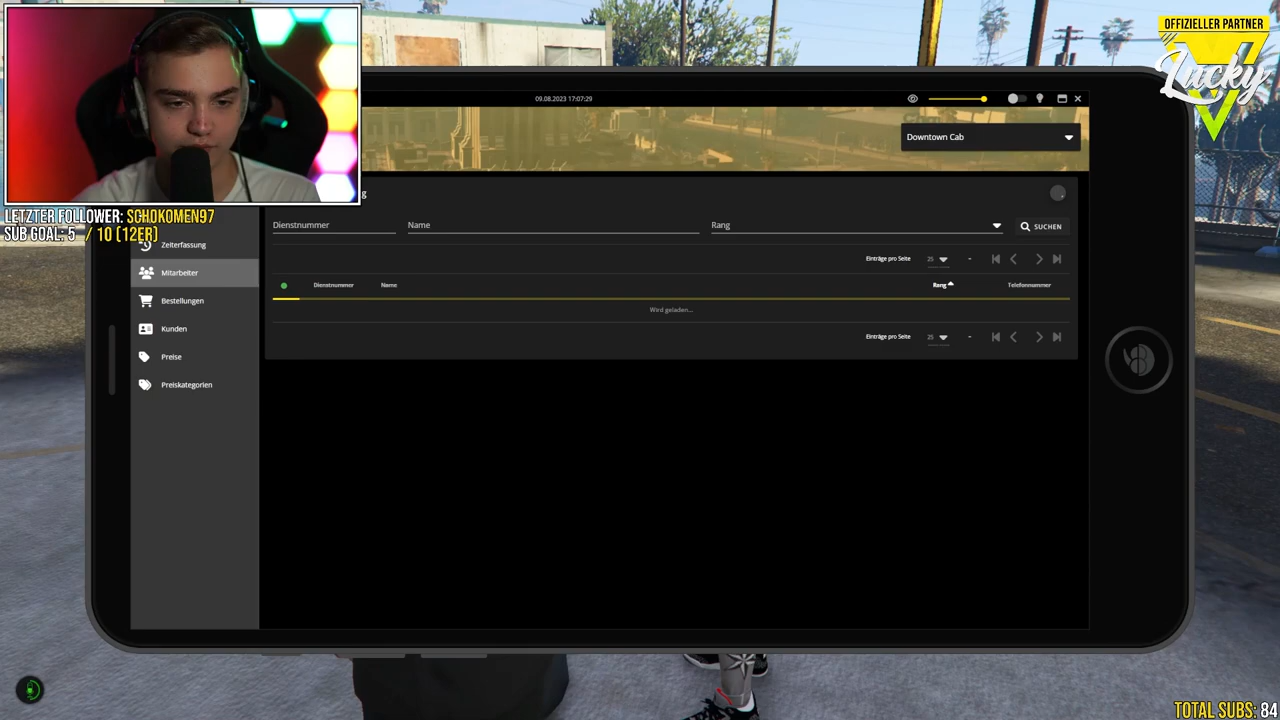 OFFIZIELLER PARTNER
Lucky V
09.08.2023 17:07:29
Downtown Cab
g
LETZTER FOLLOWER: SCHOKOMEN97
SUB GOAL: 5 / 10 (12ER)
Dienstnummer Name Rang SUCHEN
Zeiterfassung
Einträge pro Seite 25 -
Mitarbeiter
Dienstnummer Name Rang Telefonnummer
Bestellungen
Wird geladen...
Kunden
Einträge pro Seite 25 -
Preise
Preiskategorien
TOTAL SUBS: 84